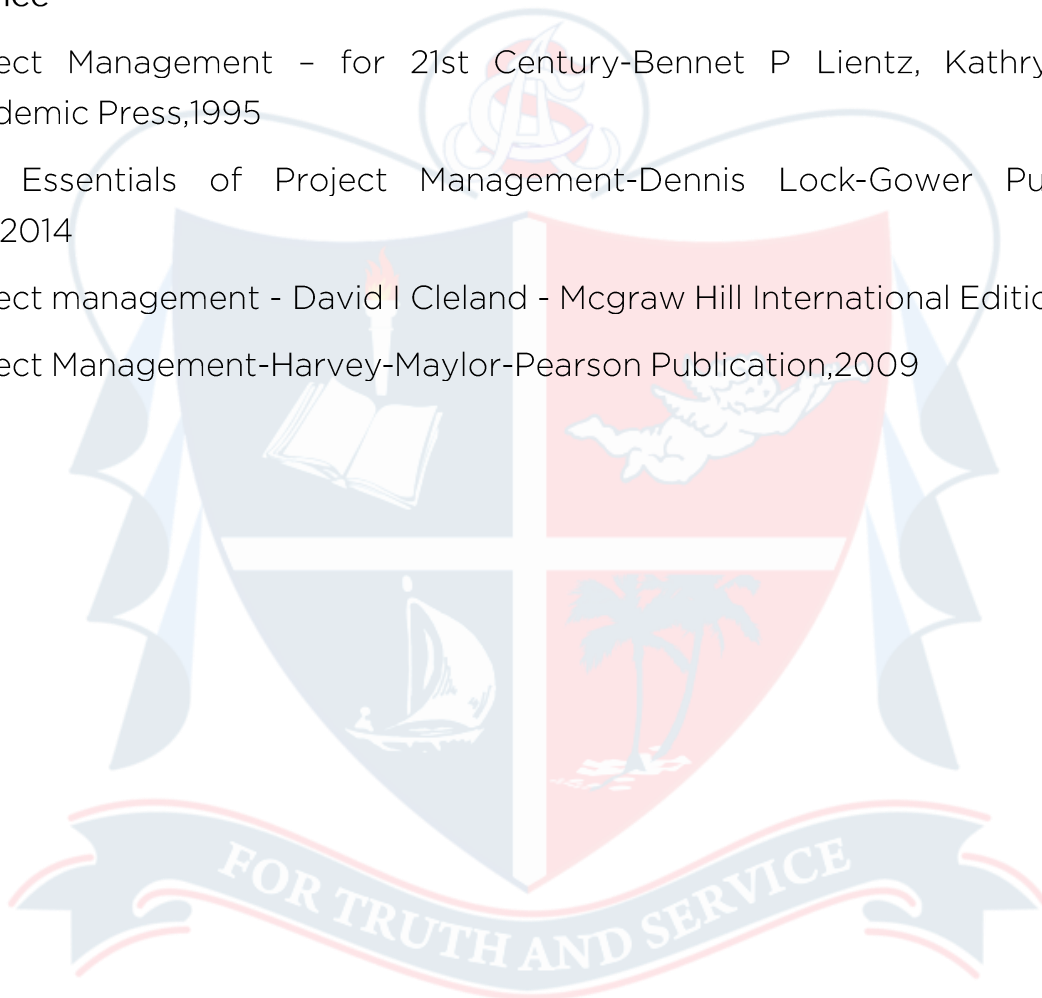 ect Management – for 21st Century-Bennet P Lientz, Kathry
demic Press,1995
Essentials of Project Management-Dennis Lock-Gower Pu
2014
ect management - David I Cleland - Mcgraw Hill International Editio
ect Management-Harvey-Maylor-Pearson Publication,2009
FOR TRUTH AND SERVICE